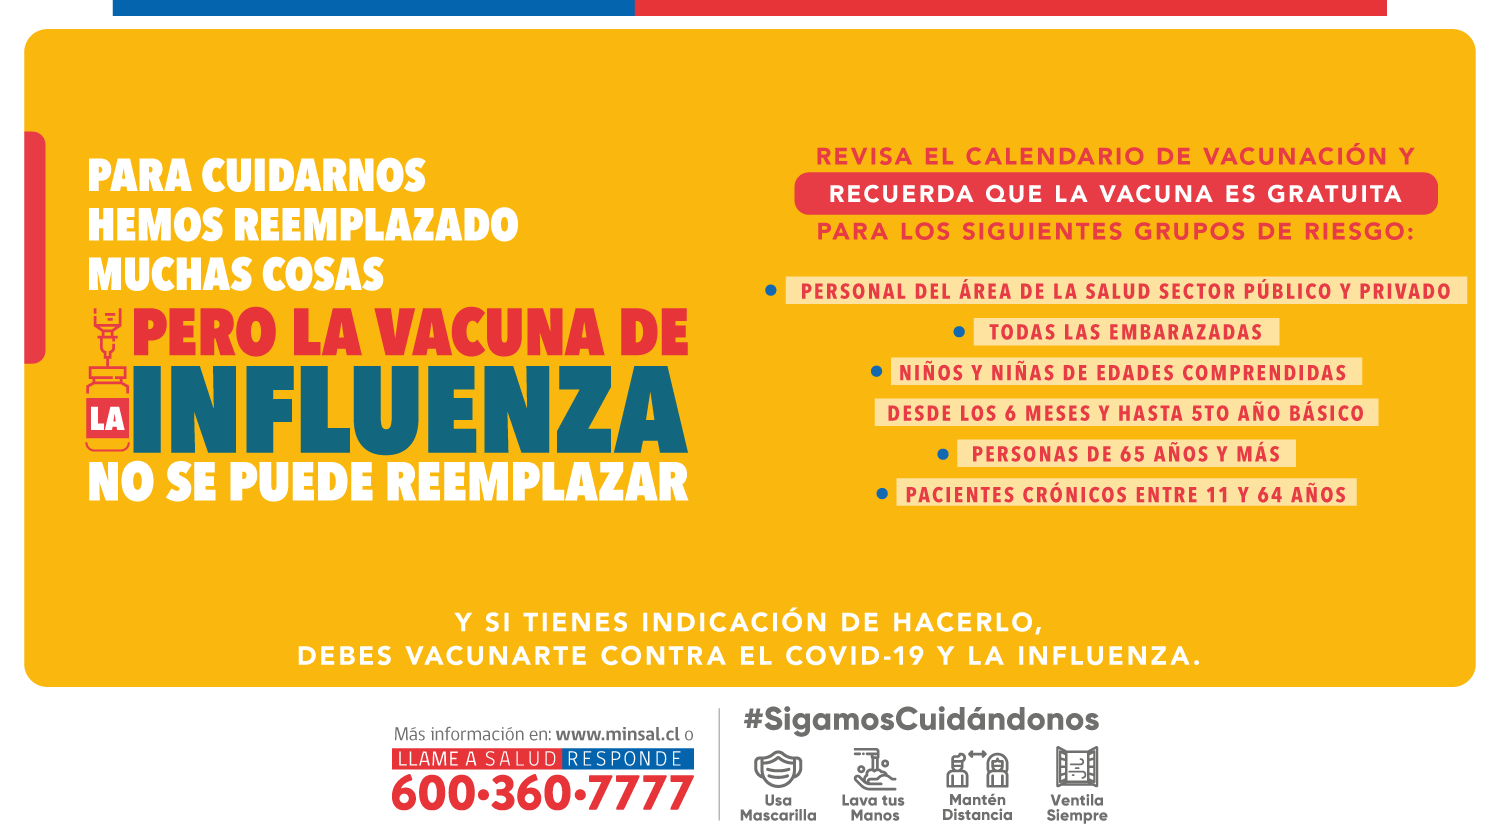 PARA CUIDARNOS
HEMOS REEMPLAZADO
MUCHAS COSAS
PERO LA VACUNA DE
LA INFLUENZA
NO SE PUEDE REEMPLAZAR
REVISA EL CALENDARIO DE VACUNACIÓN Y
RECUERDA QUE LA VACUNA ES GRATUITA
PARA LOS SIGUIENTES GRUPOS DE RIESGO:
• PERSONAL DEL ÁREA DE LA SALUD SECTOR PÚBLICO Y PRIVADO
• TODAS LAS EMBARAZADAS
• NIÑOS Y NIÑAS DE EDADES COMPRENDIDAS
DESDE LOS 6 MESES Y HASTA 5TO AÑO BÁSICO
• PERSONAS DE 65 AÑOS Y MÁS
• PACIENTES CRÓNICOS ENTRE 11 Y 64 AÑOS
Y SI TIENES INDICACIÓN DE HACERLO,
DEBES VACUNARTE CONTRA EL COVID-19 Y LA INFLUENZA.
Más información en: www.minsal.cl o
LLAME A SALUD RESPONDE
600•360•7777
#SigamosCuidándonos
Usa
Mascarilla
Lava tus
Manos
Mantén
Distancia
Ventila
Siempre